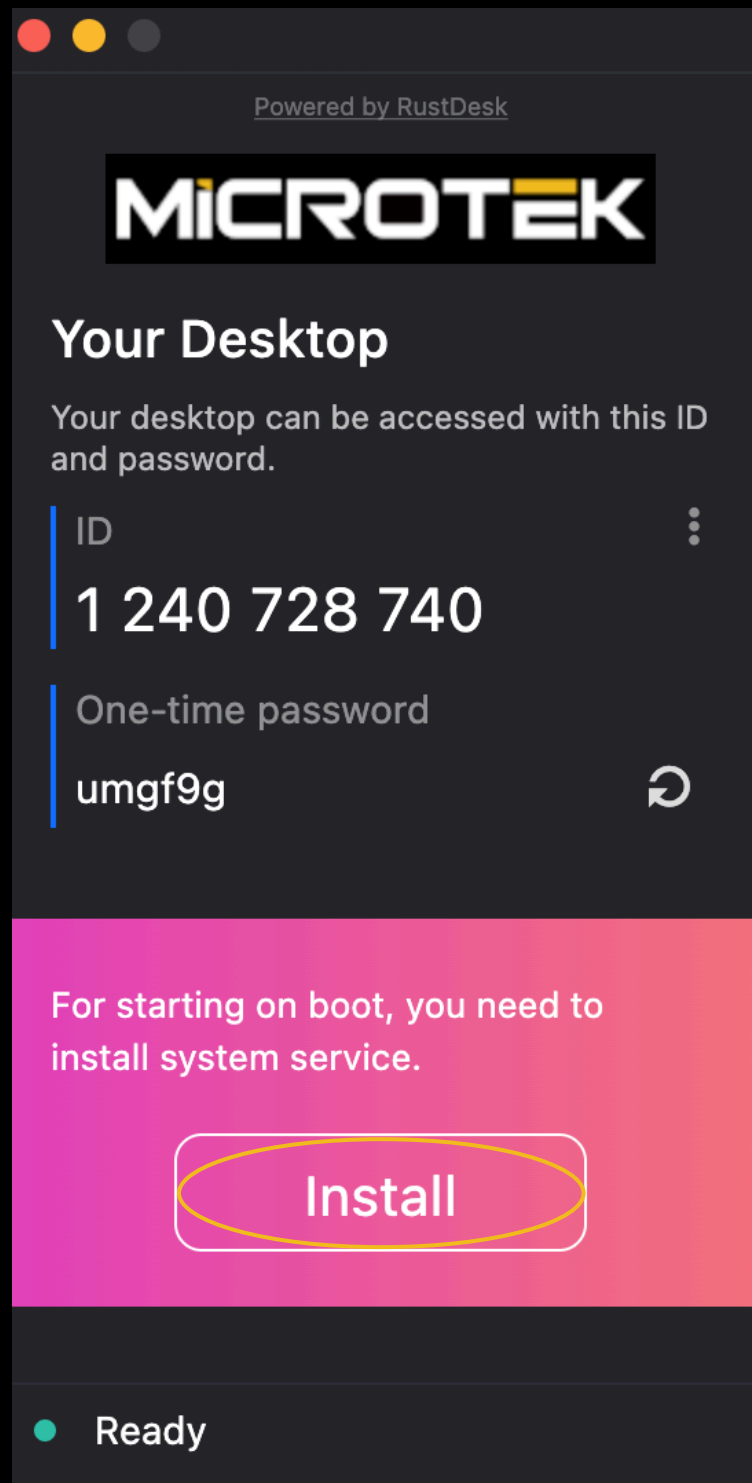 Powered by RustDesk
MiCROTEK
Your Desktop
Your desktop can be accessed with this ID
and password.
ID
1 240 728 740
One-time password
umgf9g
For starting on boot, you need to
install system service.
Install
Ready